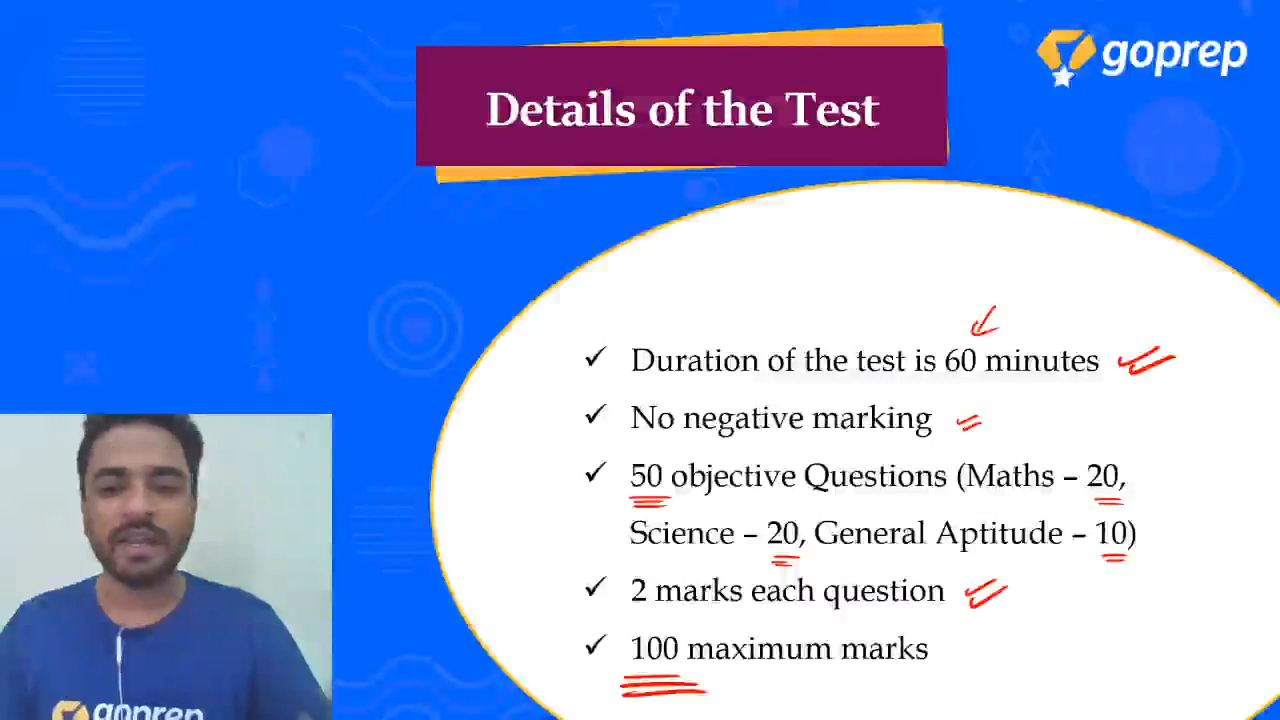 goprep
Details of the Test
✓ Duration of the test is 60 minutes
✓ No negative marking
✓ 50 objective Questions (Maths – 20,
Science – 20, General Aptitude – 10)
✓ 2 marks each question
✓ 100 maximum marks
goprep